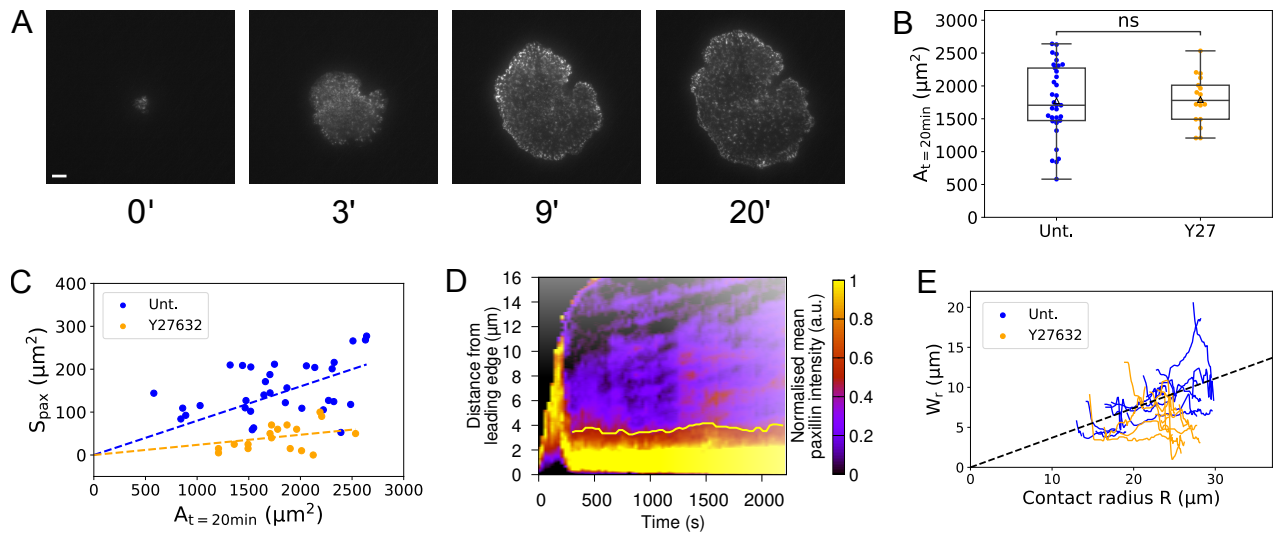 A
0'
3'
9'
20'
B
A t = 20min (μm²)
3000
2500
2000
1500
1000
500
0
ns
Unt.
Y27
C
S pax (μm²)
400
300
200
100
0
Unt.
Y27632
0
500
1000
1500
2000
2500
3000
A t = 20min (μm²)
D
Distance from
leading edge (μm)
16
14
12
10
8
6
4
2
0
0
500
1000
1500
2000
Time (s)
Normalised mean
paxillin intensity (a.u.)
1
0.8
0.6
0.4
0.2
0
E
W r (μm)
20
15
10
5
0
Unt.
Y27632
0
10
20
30
Contact radius R (μm)